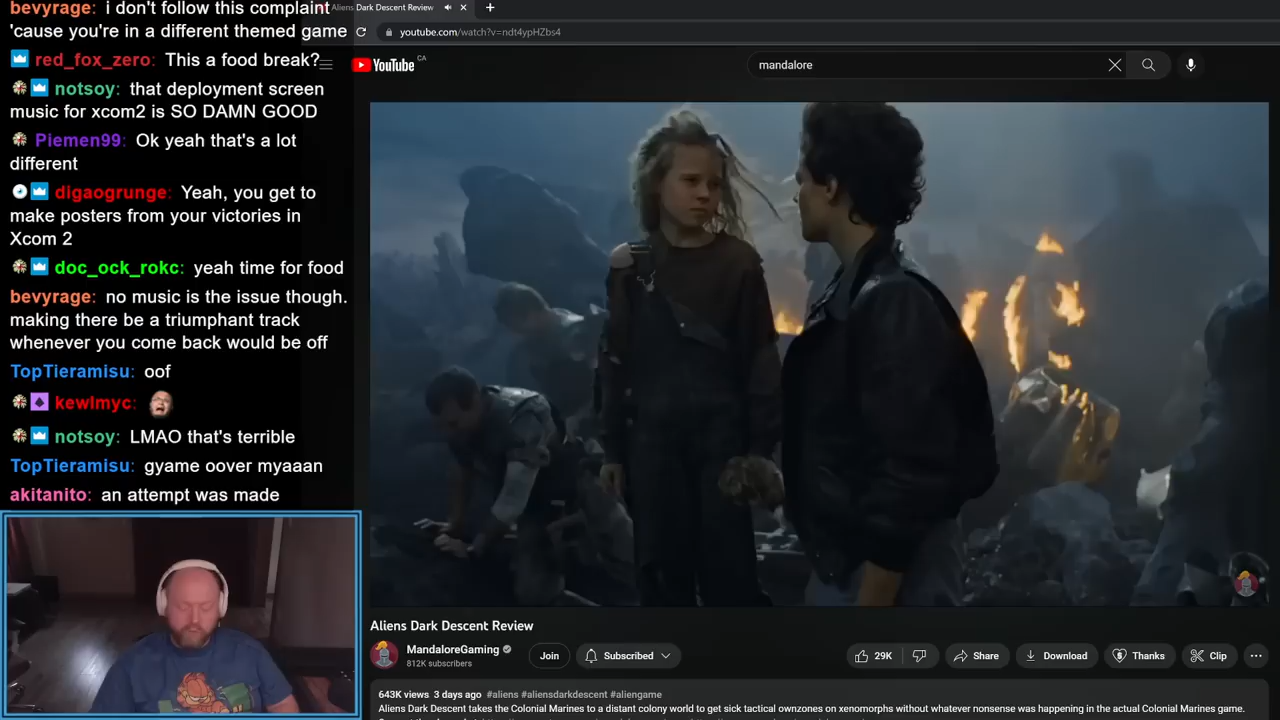 bevyrage: i don't follow this complaint
'cause you're in a different themed game
red_fox_zero: This a food break?
notsoy: that deployment screen
music for xcom2 is SO DAMN GOOD
Piemen99: Ok yeah that's a lot
different
digaogrunge: Yeah, you get to
make posters from your victories in
Xcom 2
doc_ock_rokc: yeah time for food
bevyrage: no music is the issue though.
making there be a triumphant track
whenever you come back would be off
TopTieramisu: oof
kewlmyc:
notsoy: LMAO that's terrible
TopTieramisu: gyame oover myaaan
akitanito: an attempt was made
Aliens Dark Descent Review
youtube.com/watch?v=ndt4ypHZbs4
YouTube CA
mandalore
Aliens Dark Descent Review
MandaloreGaming
812K subscribers
Join
Subscribed
29K
Share
Download
Thanks
Clip
643K views 3 days ago #aliens #aliensdarkdescent #aliengame
Aliens Dark Descent takes the Colonial Marines to a distant colony world to get sick tactical ownzones on xenomorphs without whatever nonsense was happening in the actual Colonial Marines game.